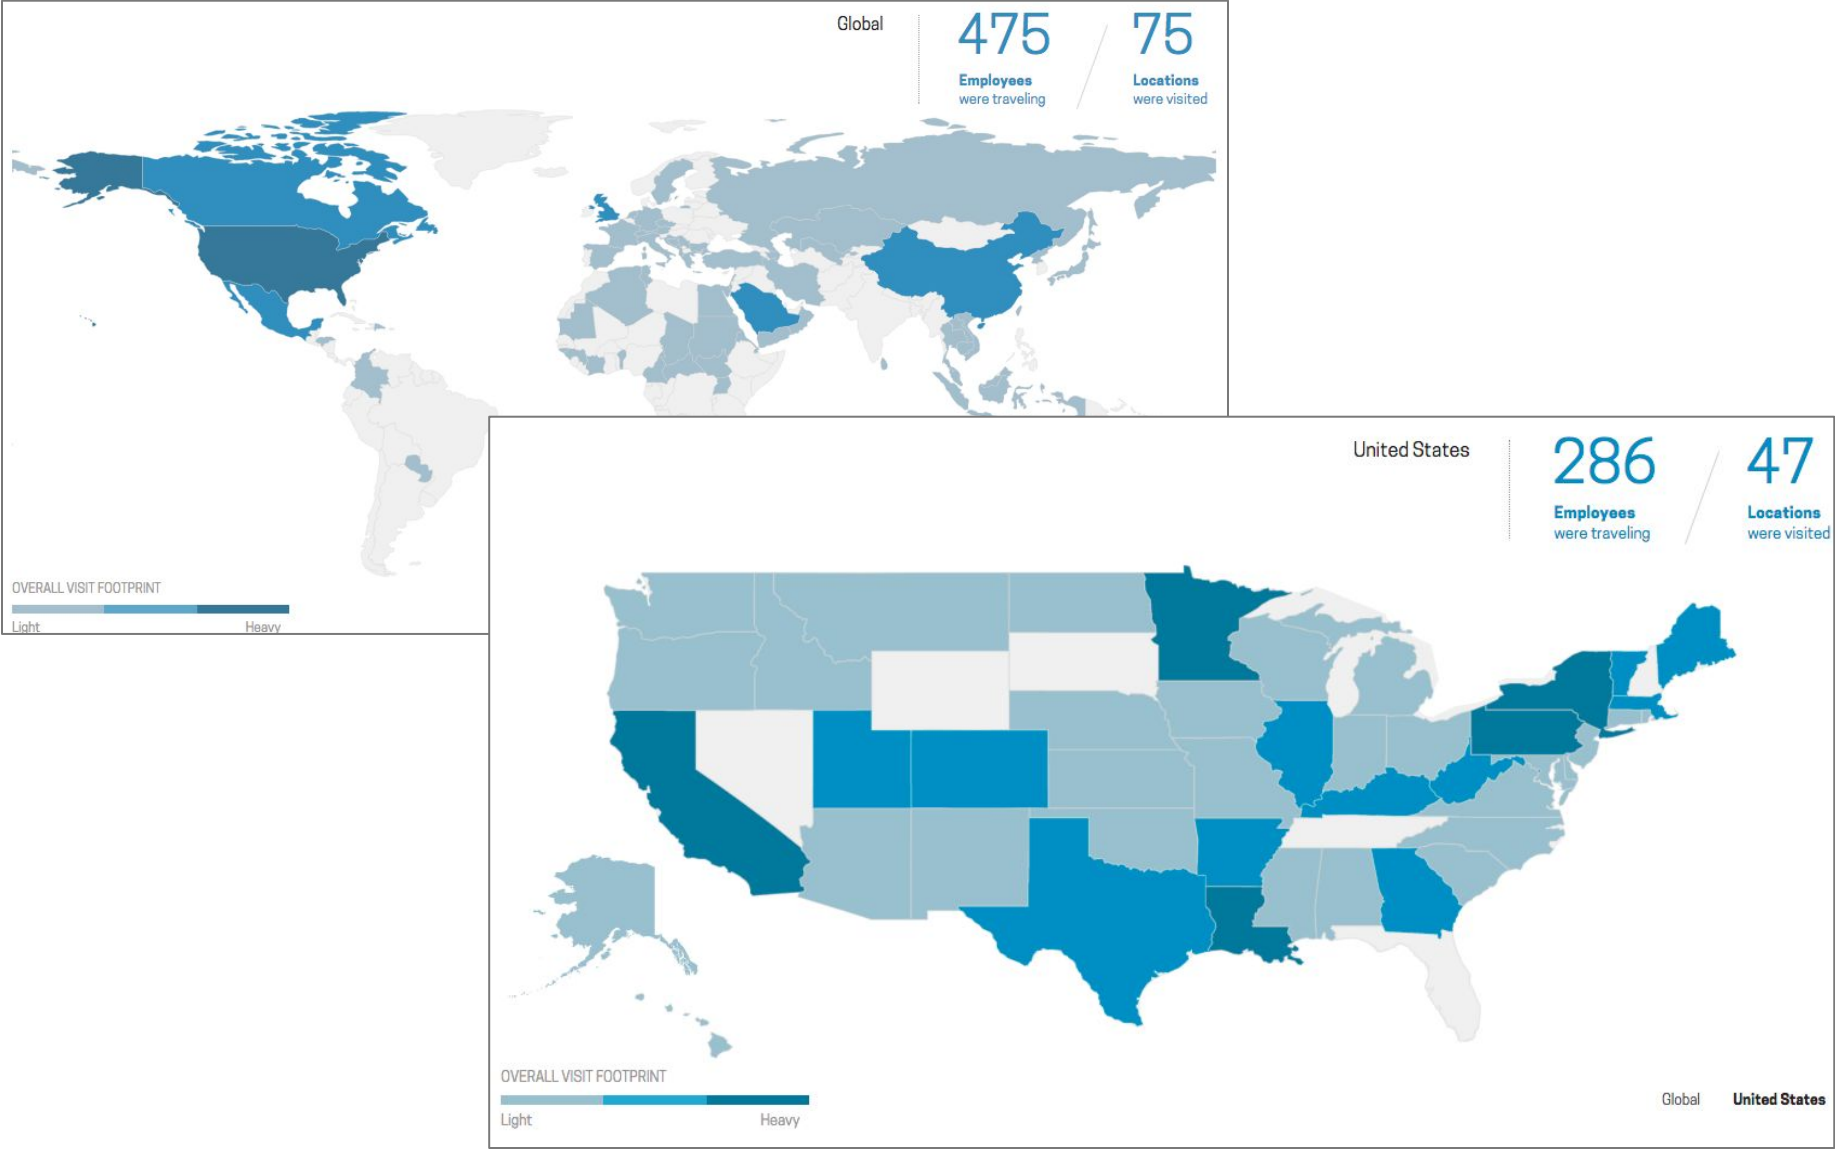 Global
475
Employees
were traveling
75
Locations
were visited
OVERALL VISIT FOOTPRINT
Light
Heavy
United States
286
Employees
were traveling
47
Locations
were visited
OVERALL VISIT FOOTPRINT
Light
Heavy
Global
United States